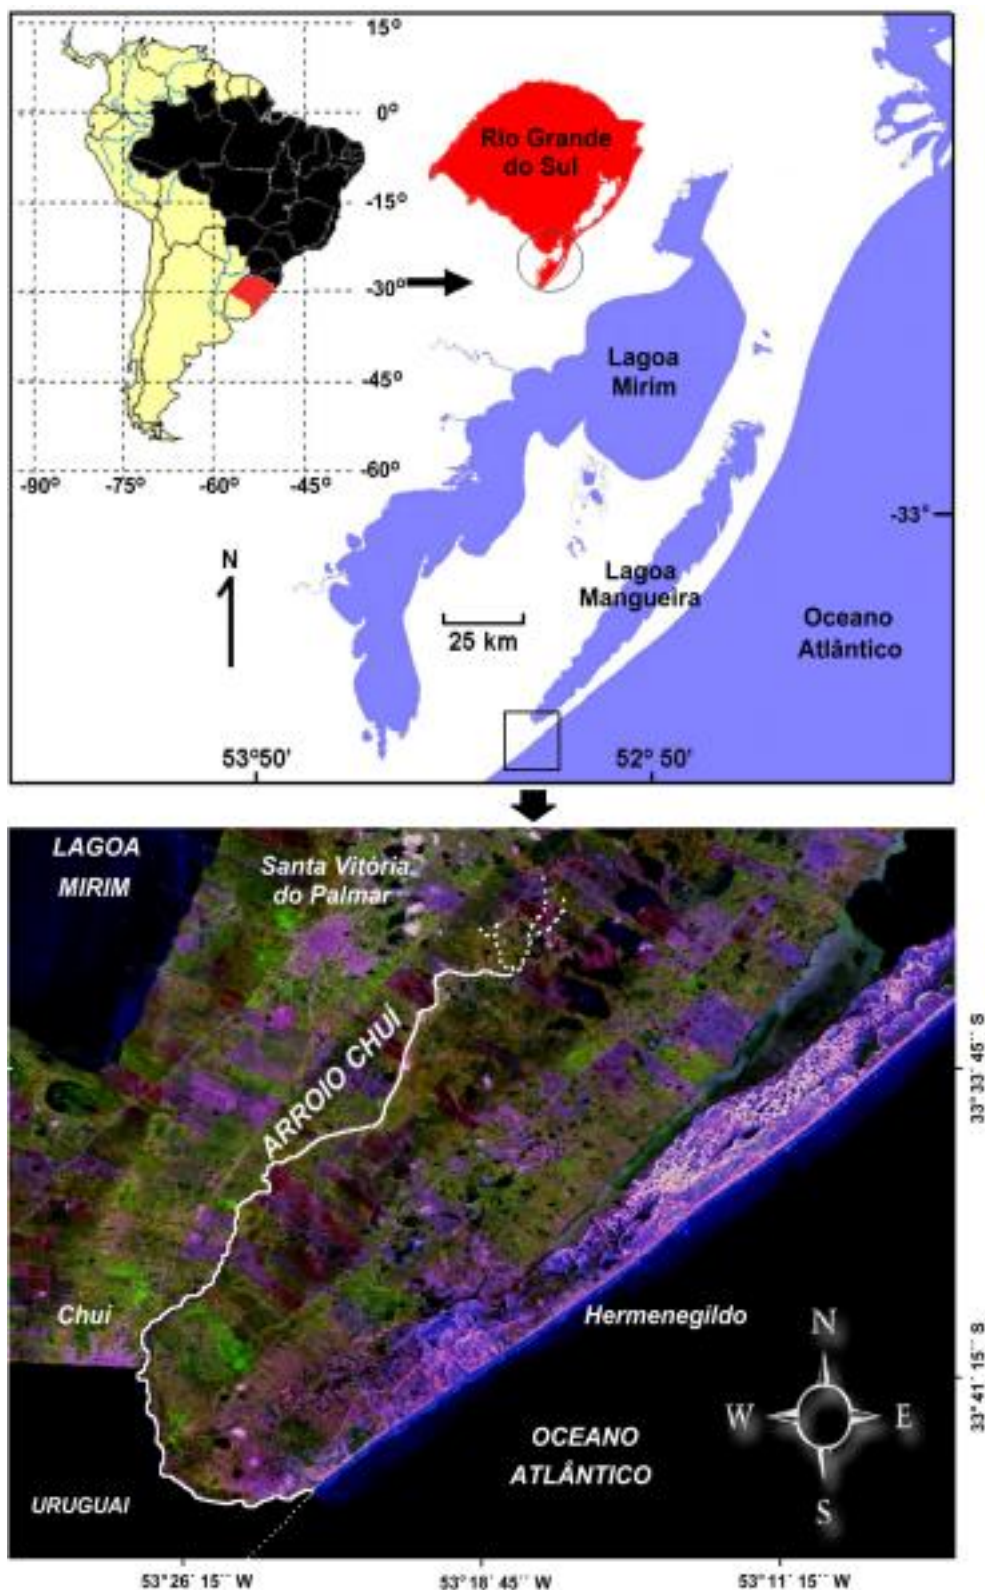 15°
0°
-15°
-30°
-45°
-60°
-90°
-75°
-60°
-45°
Rio Grande
do Sul
Lagoa
Mirim
-33°
N
Lagoa
Mangueira
25 km
Oceano
Atlântico
53°50'
52° 50'
LAGOA
MIRIM
Santa Vitória
do Palmar
ARROIO CHUÍ
33° 33´ 45´´ S
Chuí
Hermenegildo
N
W
E
S
33° 41´ 15´´ S
OCEANO
ATLÂNTICO
URUGUAI
53° 26´ 15´´ W
53° 18´ 45´´ W
53° 11´ 15´´ W